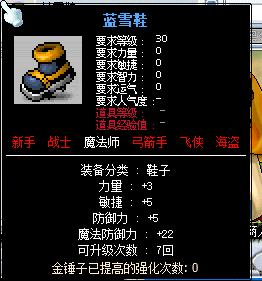 蓝雪鞋
要求等级 : 30
要求力量 : 0
要求敏捷 : 0
要求智力 : 0
要求运气 : 0
要求人气度 : -
道具等级 : -
道具经验值 : -
新手 战士 魔法师 弓箭手 飞侠 海盗
装备分类 : 鞋子
力量 : +3
敏捷 : +5
防御力 : +5
魔法防御力 : +22
可升级次数 : 7回
金锤子已提高的强化次数: 0